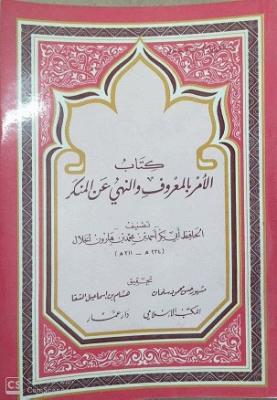 كتاب
الأمر بالمعروف والنهي عن المنكر
تصنيف
الحافظ أبي بكر أحمد بن محمد بن هارون الخلال
(٢٣٤ هـ - ٣١١ هـ)
تحقيق
مشهور حسن محمود سلمان هشام بن إسماعيل السقا
المكتب الإسلامي دار عمار
CS